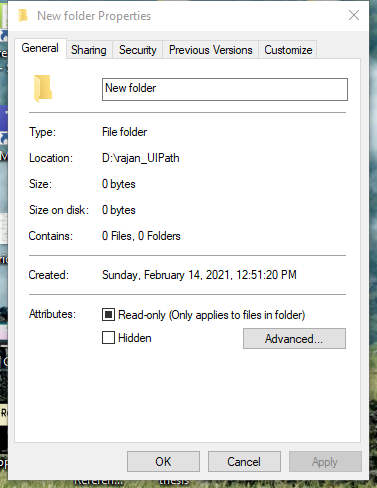 New folder Properties
General Sharing Security Previous Versions Customize
New folder
Type: File folder
Location: D:\rajan_UIPath
Size: 0 bytes
Size on disk: 0 bytes
Contains: 0 Files, 0 Folders
Created: Sunday, February 14, 2021, 12:51:20 PM
Attributes: Read-only (Only applies to files in folder)
Hidden Advanced...
OK Cancel Apply